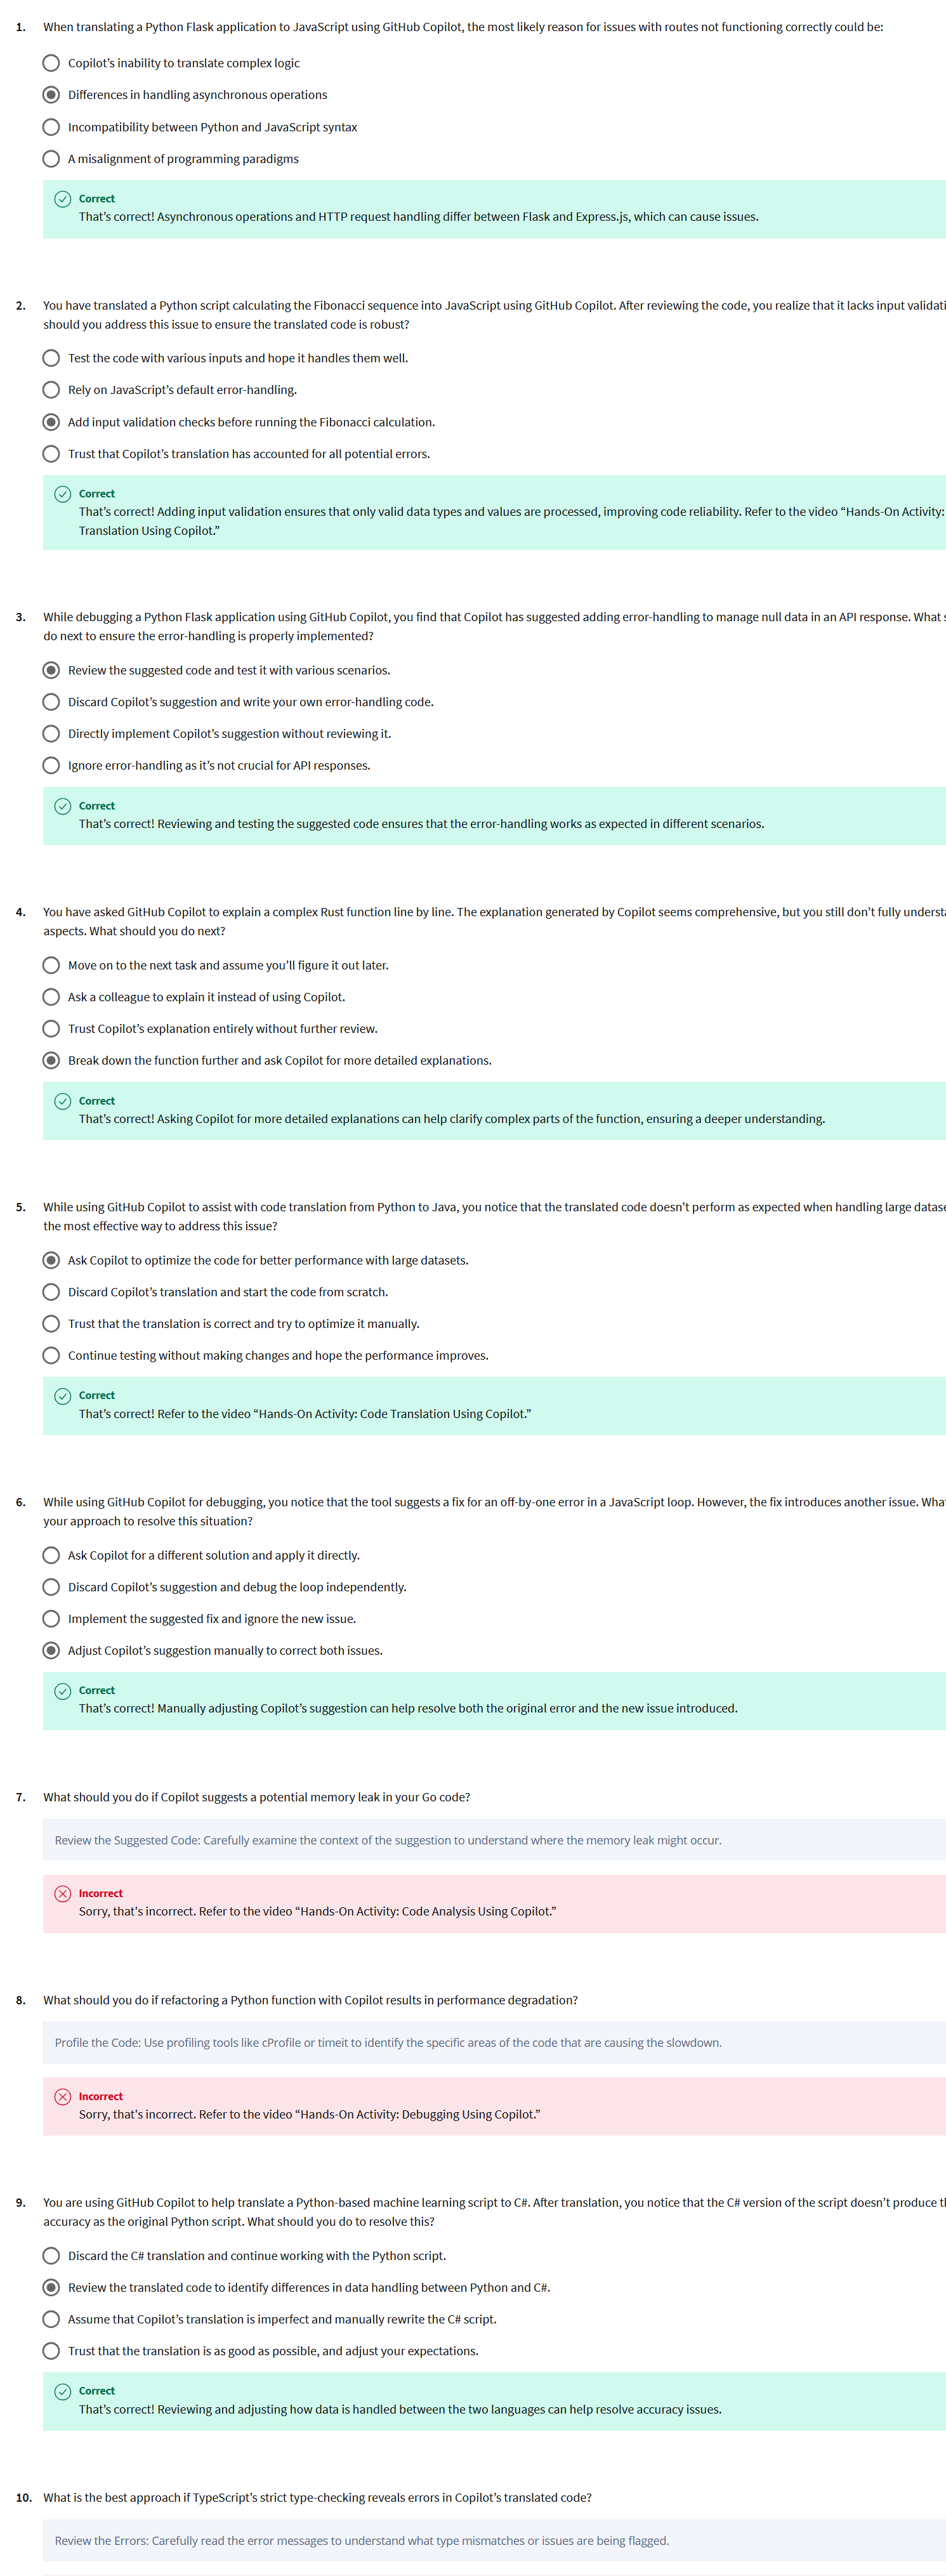 1. When translating a Python Flask application to JavaScript using GitHub Copilot, the most likely reason for issues with routes not functioning correctly could be:
Copilot’s inability to translate complex logic
Differences in handling asynchronous operations
Incompatibility between Python and JavaScript syntax
A misalignment of programming paradigms
Correct
That’s correct! Asynchronous operations and HTTP request handling differ between Flask and Express.js, which can cause issues.
2. You have translated a Python script calculating the Fibonacci sequence into JavaScript using GitHub Copilot. After reviewing the code, you realize that it lacks input validati
should you address this issue to ensure the translated code is robust?
Test the code with various inputs and hope it handles them well.
Rely on JavaScript’s default error-handling.
Add input validation checks before running the Fibonacci calculation.
Trust that Copilot’s translation has accounted for all potential errors.
Correct
That’s correct! Adding input validation ensures that only valid data types and values are processed, improving code reliability. Refer to the video “Hands-On Activity:
Translation Using Copilot.”
3. While debugging a Python Flask application using GitHub Copilot, you find that Copilot has suggested adding error-handling to manage null data in an API response. What s
do next to ensure the error-handling is properly implemented?
Review the suggested code and test it with various scenarios.
Discard Copilot’s suggestion and write your own error-handling code.
Directly implement Copilot’s suggestion without reviewing it.
Ignore error-handling as it’s not crucial for API responses.
Correct
That’s correct! Reviewing and testing the suggested code ensures that the error-handling works as expected in different scenarios.
4. You have asked GitHub Copilot to explain a complex Rust function line by line. The explanation generated by Copilot seems comprehensive, but you still don’t fully understa
aspects. What should you do next?
Move on to the next task and assume you’ll figure it out later.
Ask a colleague to explain it instead of using Copilot.
Trust Copilot’s explanation entirely without further review.
Break down the function further and ask Copilot for more detailed explanations.
Correct
That’s correct! Asking Copilot for more detailed explanations can help clarify complex parts of the function, ensuring a deeper understanding.
5. While using GitHub Copilot to assist with code translation from Python to Java, you notice that the translated code doesn’t perform as expected when handling large datase
the most effective way to address this issue?
Ask Copilot to optimize the code for better performance with large datasets.
Discard Copilot’s translation and start the code from scratch.
Trust that the translation is correct and try to optimize it manually.
Continue testing without making changes and hope the performance improves.
Correct
That’s correct! Refer to the video “Hands-On Activity: Code Translation Using Copilot.”
6. While using GitHub Copilot for debugging, you notice that the tool suggests a fix for an off-by-one error in a JavaScript loop. However, the fix introduces another issue. Wha
your approach to resolve this situation?
Ask Copilot for a different solution and apply it directly.
Discard Copilot’s suggestion and debug the loop independently.
Implement the suggested fix and ignore the new issue.
Adjust Copilot’s suggestion manually to correct both issues.
Correct
That’s correct! Manually adjusting Copilot’s suggestion can help resolve both the original error and the new issue introduced.
7. What should you do if Copilot suggests a potential memory leak in your Go code?
Review the Suggested Code: Carefully examine the context of the suggestion to understand where the memory leak might occur.
Incorrect
Sorry, that's incorrect. Refer to the video “Hands-On Activity: Code Analysis Using Copilot.”
8. What should you do if refactoring a Python function with Copilot results in performance degradation?
Profile the Code: Use profiling tools like cProfile or timeit to identify the specific areas of the code that are causing the slowdown.
Incorrect
Sorry, that's incorrect. Refer to the video “Hands-On Activity: Debugging Using Copilot.”
9. You are using GitHub Copilot to help translate a Python-based machine learning script to C#. After translation, you notice that the C# version of the script doesn’t produce t
accuracy as the original Python script. What should you do to resolve this?
Discard the C# translation and continue working with the Python script.
Review the translated code to identify differences in data handling between Python and C#.
Assume that Copilot’s translation is imperfect and manually rewrite the C# script.
Trust that the translation is as good as possible, and adjust your expectations.
Correct
That’s correct! Reviewing and adjusting how data is handled between the two languages can help resolve accuracy issues.
10. What is the best approach if TypeScript’s strict type-checking reveals errors in Copilot’s translated code?
Review the Errors: Carefully read the error messages to understand what type mismatches or issues are being flagged.